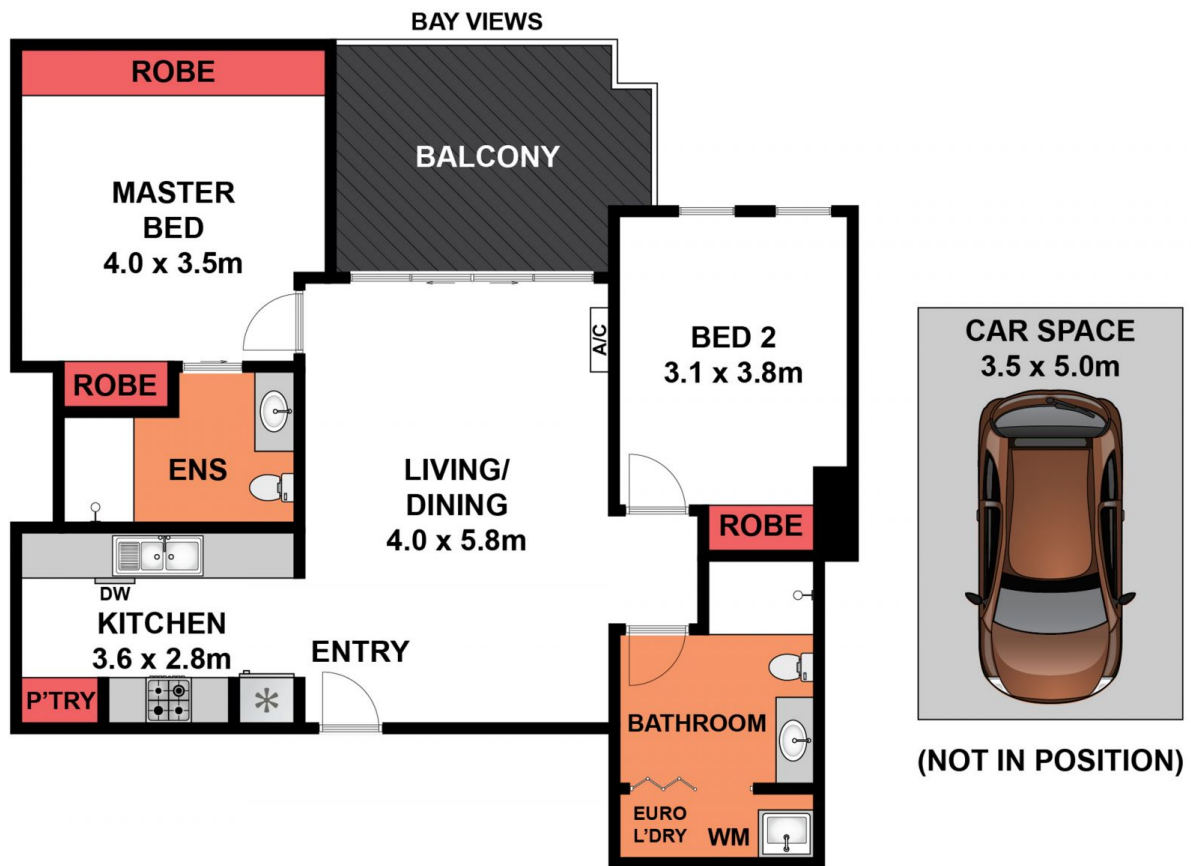 BAY VIEWS
ROBE
BALCONY
MASTER
BED
4.0 x 3.5m
A/C
BED 2
3.1 x 3.8m
CAR SPACE
3.5 x 5.0m
ROBE
ENS
LIVING/
DINING
4.0 x 5.8m
ROBE
DW
KITCHEN
3.6 x 2.8m
ENTRY
P'TRY
BATHROOM
EURO
L'DRY
WM
(NOT IN POSITION)